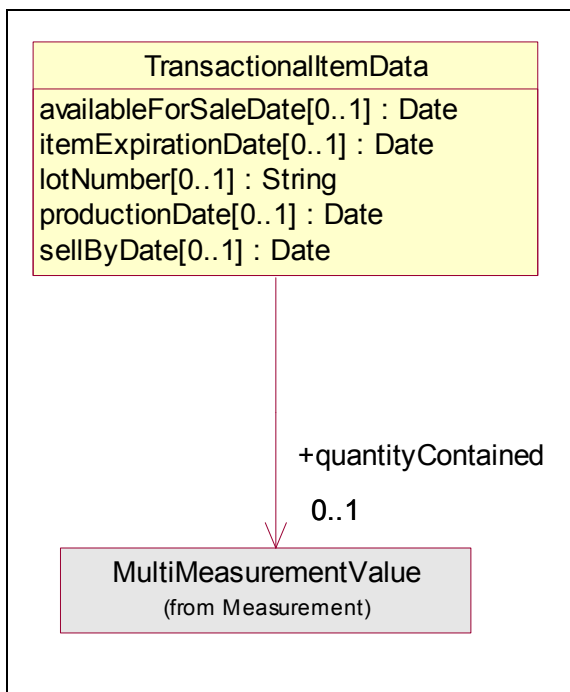 TransactionalItemData
availableForSaleDate[0..1] : Date
itemExpirationDate[0..1] : Date
lotNumber[0..1] : String
productionDate[0..1] : Date
sellByDate[0..1] : Date
+quantityContained
0..1
MultiMeasurementValue
(from Measurement)